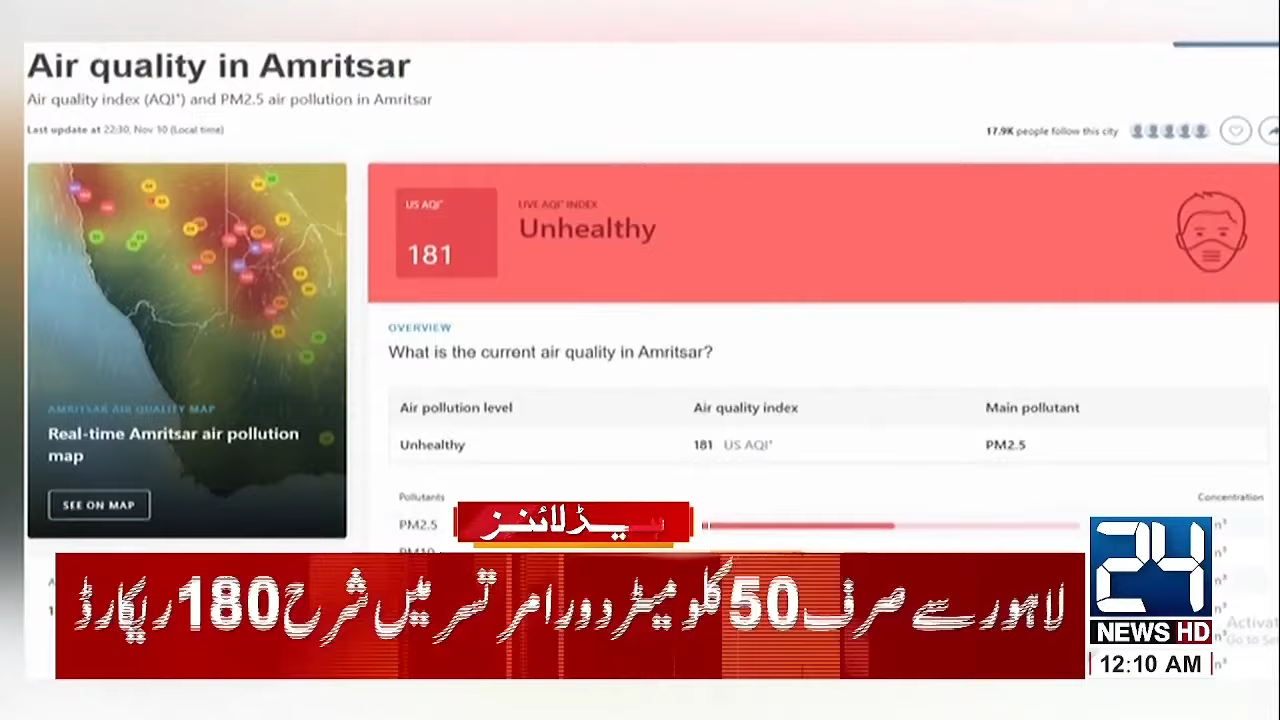 Air quality in Amritsar
Air quality index (AQI*) and PM2.5 air pollution in Amritsar
Last update at 22:30, Nov 10 (Local time)
17.9K people follow this city
US AQI*
181
LIVE AQI* INDEX
Unhealthy
AMRITSAR AIR QUALITY MAP
Real-time Amritsar air pollution
map
SEE ON MAP
OVERVIEW
What is the current air quality in Amritsar?
Air pollution level Air quality index Main pollutant
Unhealthy 181 US AQI* PM2.5
Pollutants Concentration
PM2.5
ہیڈلائنز
لاہور سے صرف 50 کلومیٹر دور امرتسر میں شرح 180 ریکارڈ
24
NEWS HD
12:10 AM